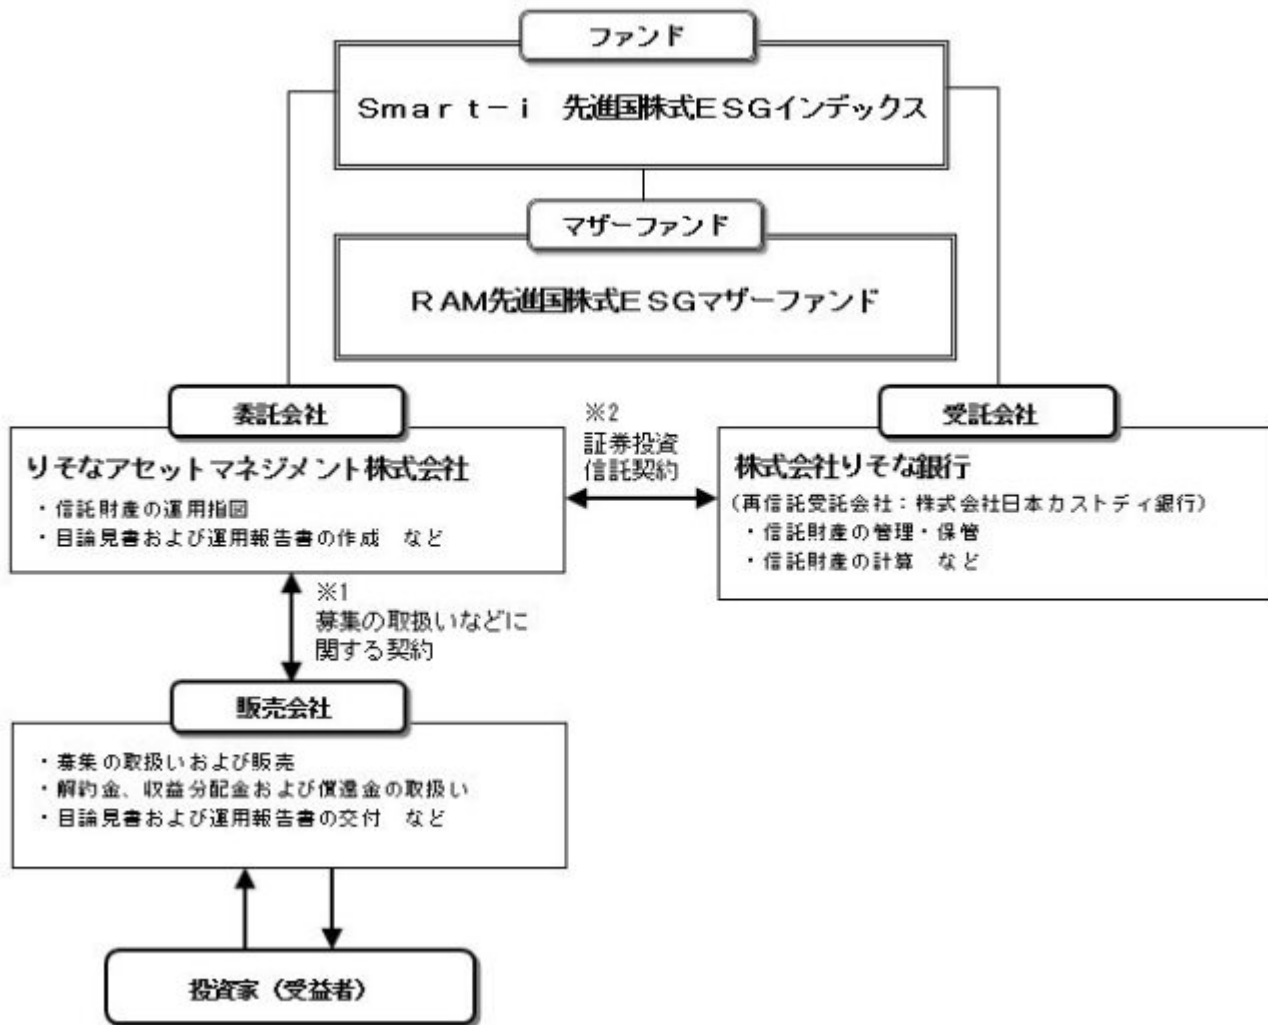 ファンド
Ｓｍａｒｔ－ｉ　先進国株式ＥＳＧインデックス
マザーファンド
ＲＡＭ先進国株式ＥＳＧマザーファンド
委託会社
りそなアセットマネジメント株式会社
・信託財産の運用指図
・目論見書および運用報告書の作成　など
※2
証券投資
信託契約
受託会社
株式会社りそな銀行
(再信託受託会社：株式会社日本カストディ銀行)
・信託財産の管理・保管
・信託財産の計算　など
※1
募集の取扱いなどに
関する契約
販売会社
・募集の取扱いおよび販売
・解約金、収益分配金および償還金の取扱い
・目論見書および運用報告書の交付　など
投資家（受益者）